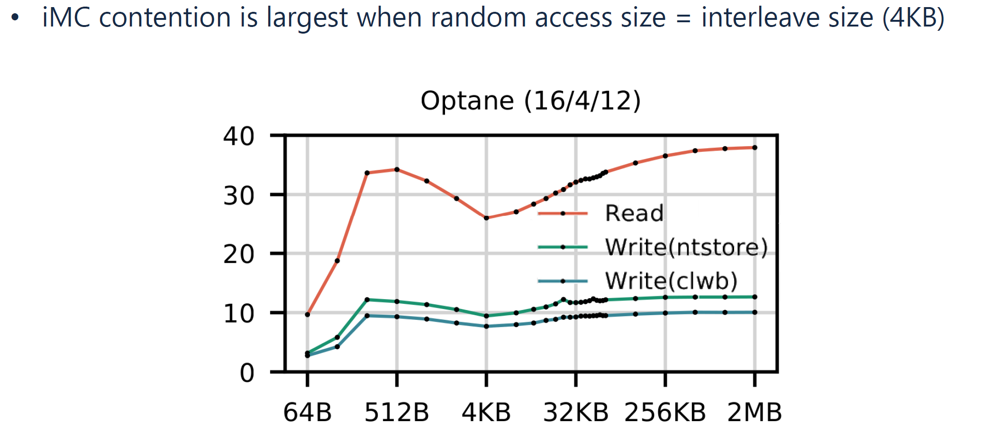 • iMC contention is largest when random access size = interleave size (4KB)
Optane (16/4/12)
40
30
20
10
0
Read
Write(ntstore)
Write(clwb)
64B 512B 4KB 32KB 256KB 2MB